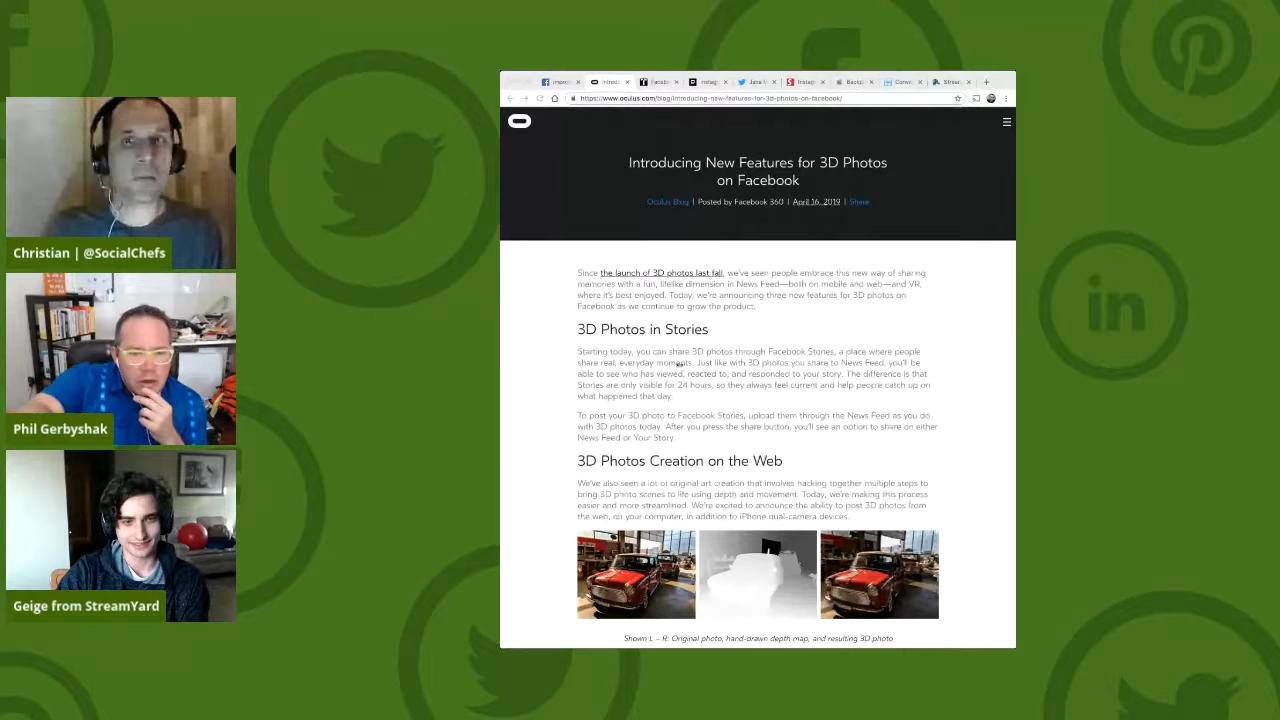 Christian | @SocialChefs
Phil Gerbyshak
Geige from StreamYard
https://www.oculus.com/blog/introducing-new-features-for-3d-photos-on-facebook/
Introducing New Features for 3D Photos
on Facebook
Oculus Blog | Posted by Facebook 360 | April 16, 2019 | Share
Since the launch of 3D photos last fall, we've seen people embrace this new way of sharing
memories with a fun, lifelike dimension in News Feed—both on mobile and web—and VR,
where it's best enjoyed. Today, we're announcing three new features for 3D photos on
Facebook as we continue to grow the product.
3D Photos in Stories
Starting today, you can share 3D photos through Facebook Stories, a place where people
share real, everyday moments. Just like with 3D photos you share to News Feed, you'll be
able to see who has viewed, reacted to, and responded to your story. The difference is that
Stories are only visible for 24 hours, so they always feel current and help people catch up on
what happened that day.
To post your 3D photo to Facebook Stories, upload them through the News Feed as you do
with 3D photos today. After you press the share button, you'll see an option to share on either
News Feed or Your Story.
3D Photos Creation on the Web
We've also seen a lot of original art creation that involves hacking together multiple steps to
bring 3D photo scenes to life using depth and movement. Today, we're making this process
easier and more streamlined. We're excited to announce the ability to post 3D photos from
the web, on your computer, in addition to iPhone dual-camera devices.
Shown L – R: Original photo, hand-drawn depth map, and resulting 3D photo